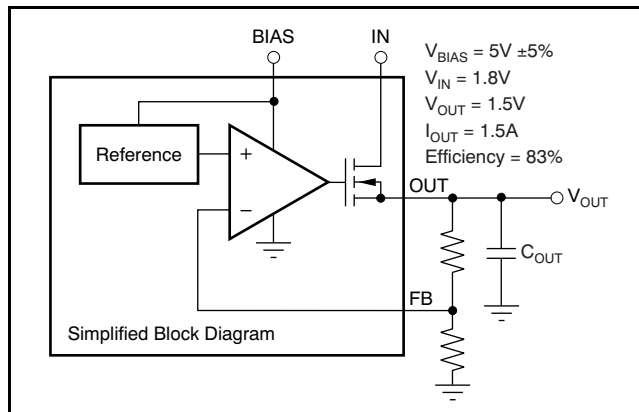 BIAS
IN
V_BIAS = 5V ±5%
V_IN = 1.8V
V_OUT = 1.5V
I_OUT = 1.5A
Efficiency = 83%
Reference
+
−
OUT
V_OUT
C_OUT
FB
Simplified Block Diagram